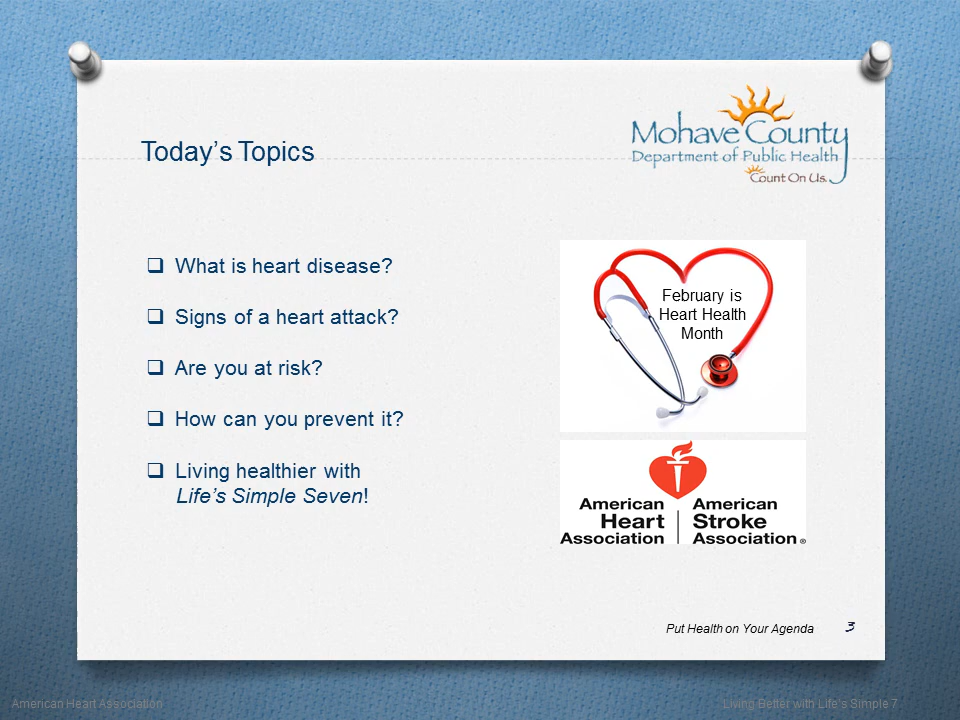 Mohave County
Department of Public Health
Count On Us.
Today's Topics
What is heart disease?
Signs of a heart attack?
Are you at risk?
How can you prevent it?
Living healthier with
Life's Simple Seven!
February is
Heart Health
Month
American
Heart
Association
American
Stroke
Association®
Put Health on Your Agenda
3
American Heart Association
Living Better with Life's Simple 7